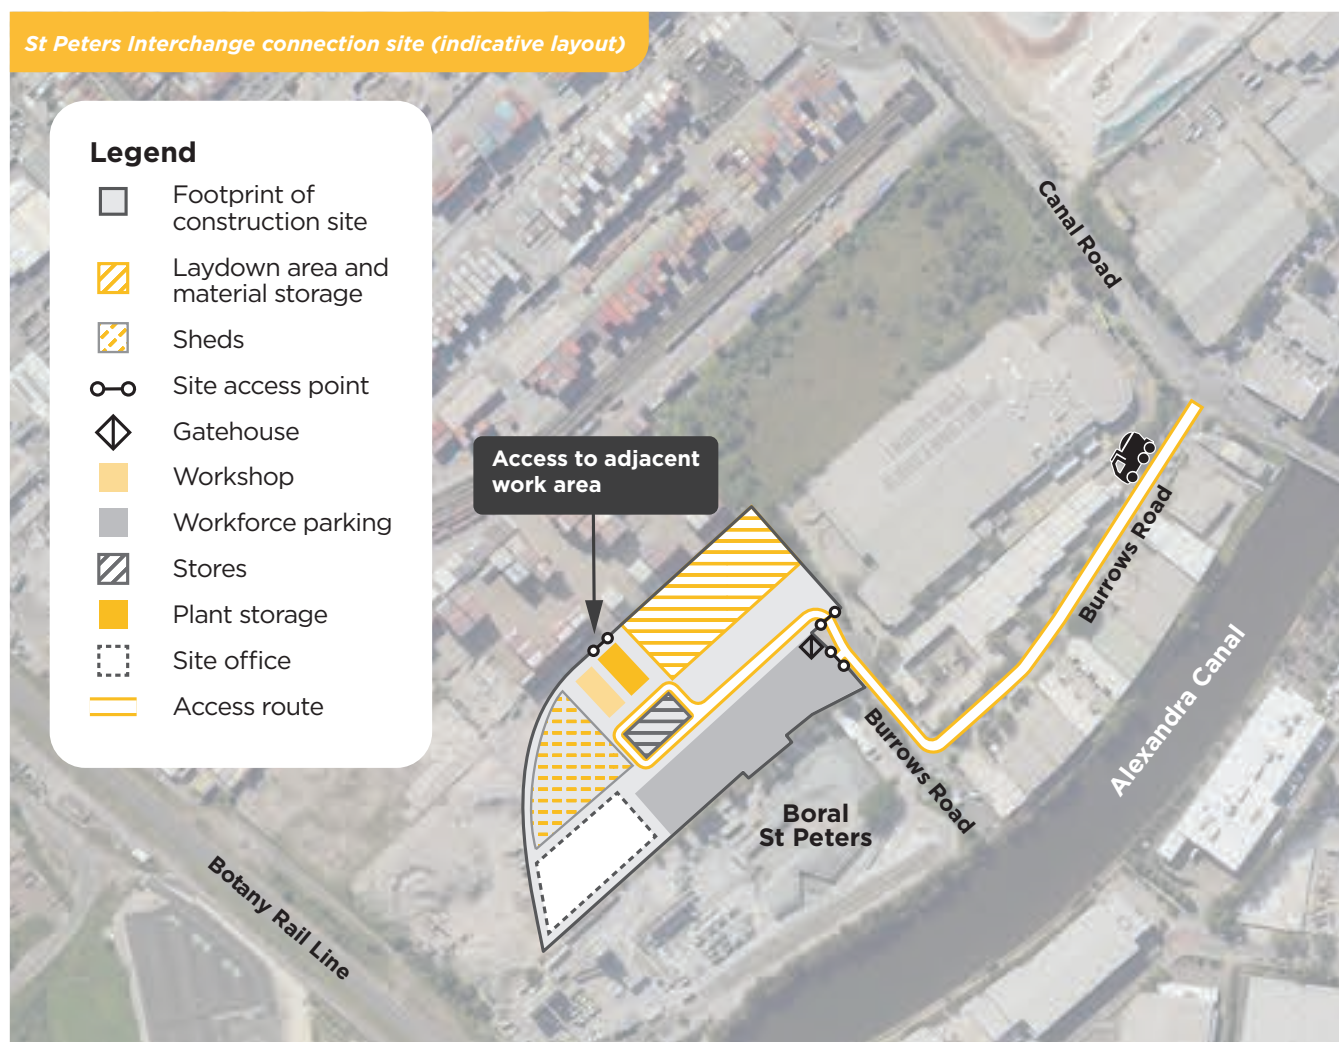 St Peters Interchange connection site (indicative layout)
Legend
Footprint of
construction site
Laydown area and
material storage
Sheds
Site access point
Gatehouse
Workshop
Workforce parking
Stores
Plant storage
Site office
Access route
Access to adjacent
work area
Canal Road
Burrows Road
Alexandra Canal
Burrows Road
Boral
St Peters
Botany Rail Line